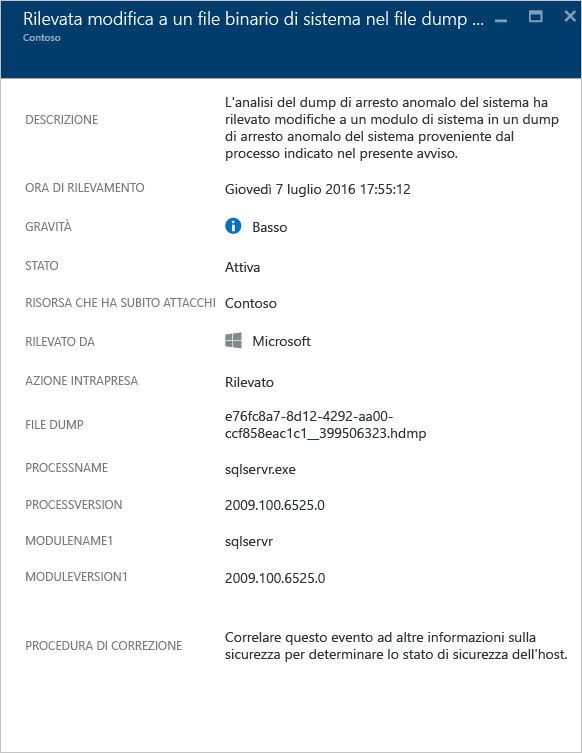 Rilevata modifica a un file binario di sistema nel file dump ...
Contoso
DESCRIZIONE
L'analisi del dump di arresto anomalo del sistema ha
rilevato modifiche a un modulo di sistema in un dump
di arresto anomalo del sistema proveniente dal
processo indicato nel presente avviso.
ORA DI RILEVAMENTO
Giovedì 7 luglio 2016 17:55:12
GRAVITÀ
Basso
STATO
Attiva
RISORSA CHE HA SUBITO ATTACCHI
Contoso
RILEVATO DA
Microsoft
AZIONE INTRAPRESA
Rilevato
FILE DUMP
e76fc8a7-8d12-4292-aa00-
ccf858eac1c1__399506323.hdmp
PROCESSNAME
sqlservr.exe
PROCESSVERSION
2009.100.6525.0
MODULENAME1
sqlservr
MODULEVERSION1
2009.100.6525.0
PROCEDURA DI CORREZIONE
Correlare questo evento ad altre informazioni sulla
sicurezza per determinare lo stato di sicurezza dell'host.